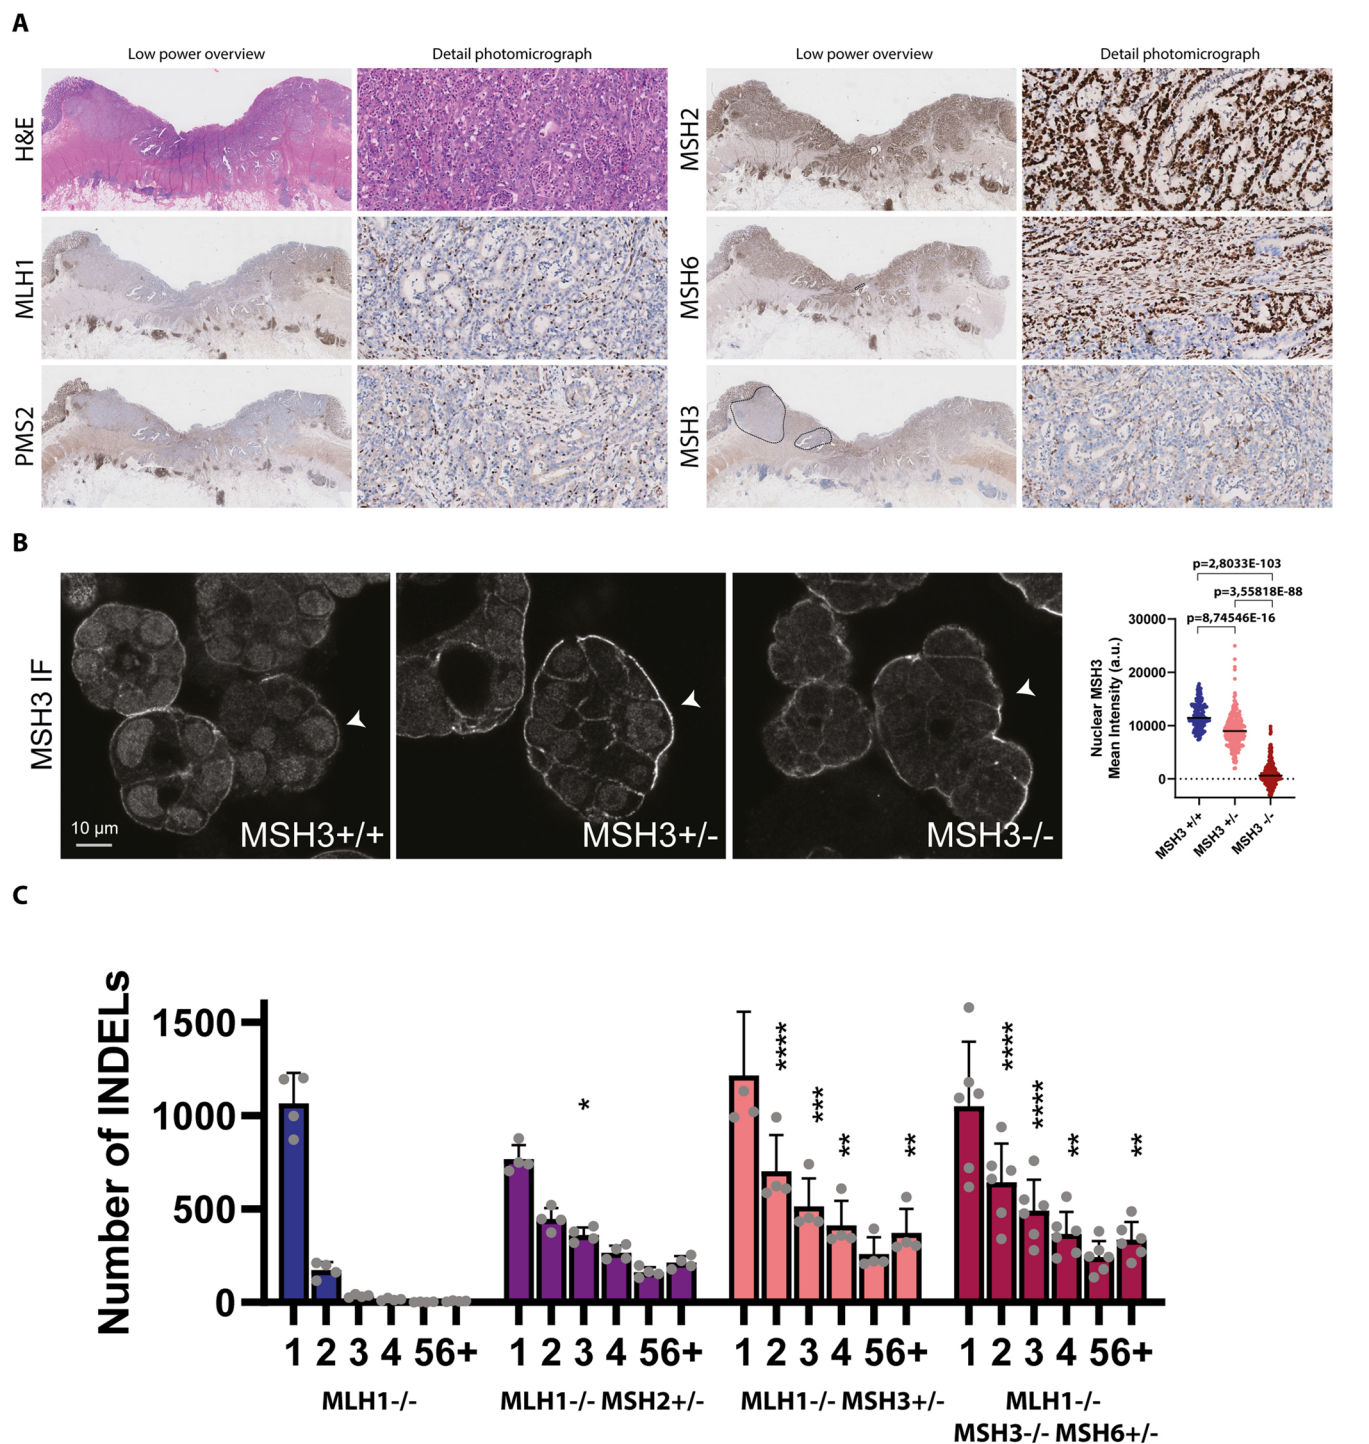 A
Low power overview
Detail photomicrograph
Low power overview
Detail photomicrograph
H&E
MSH2
MLH1
MSH6
PMS2
MSH3
B
MSH3 IF
10 µm
MSH3+/+
MSH3+/-
MSH3-/-
p=2,8033E-103
p=3,55818E-88
p=8,74546E-16
Nuclear MSH3
Mean Intensity (a.u.)
30000
20000
10000
0
MSH3 +/+
MSH3 +/-
MSH3 -/-
C
Number of INDELs
1500
1000
500
0
*
****
***
**
**
****
****
**
**
1 2 3 4 56+
1 2 3 4 56+
1 2 3 4 56+
1 2 3 4 56+
MLH1-/-
MLH1-/- MSH2+/-
MLH1-/- MSH3+/-
MLH1-/-
MSH3-/- MSH6+/-